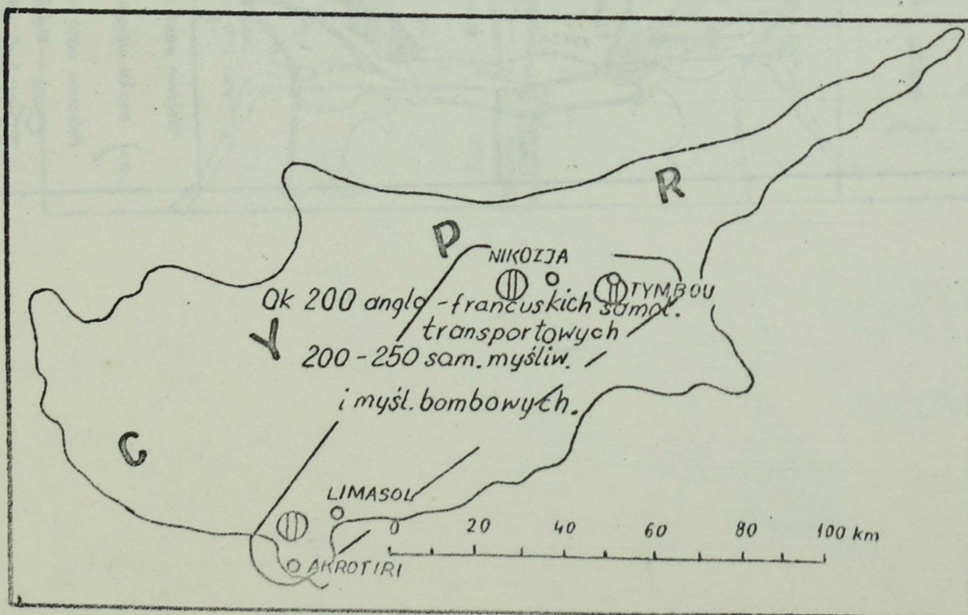 C Y P R
NIKOZJA
TYMBOU
Ok 200 anglo-francuskich samol.
transportowych
200-250 sam. myśliw.
i myśl. bombowych.
LIMASOL
AKROTIRI
0 20 40 60 80 100 km